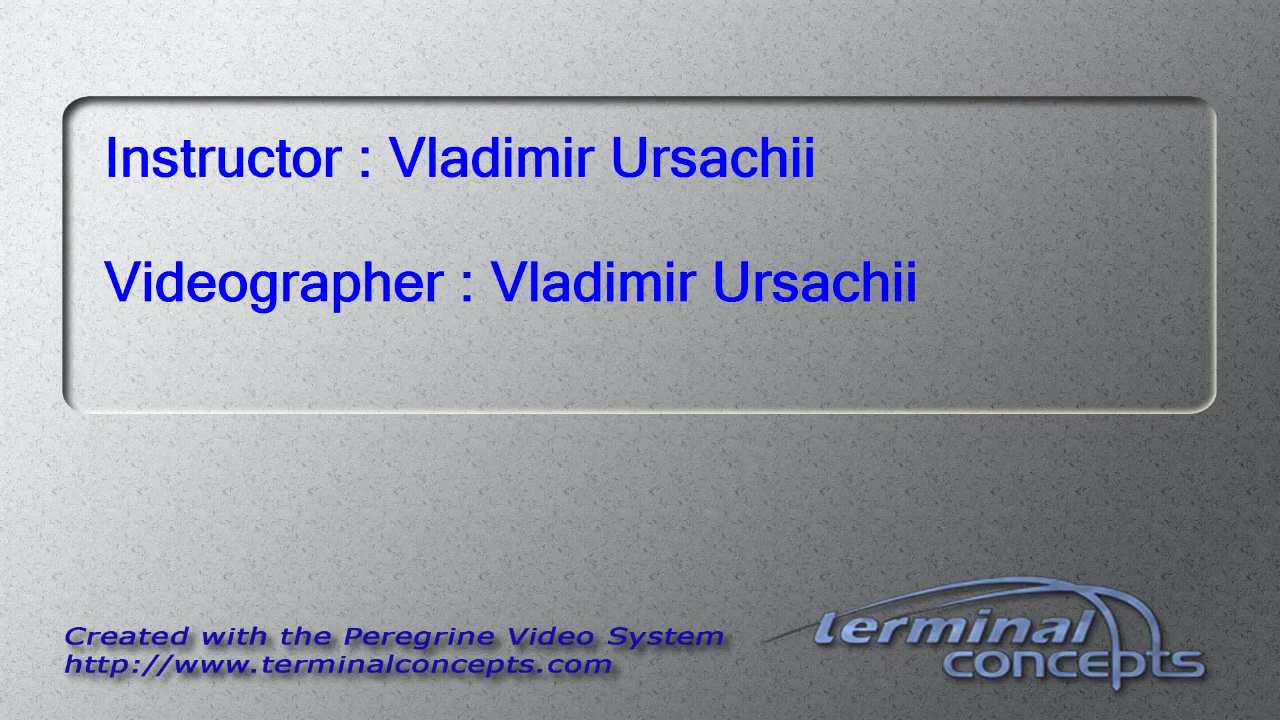 Instructor : Vladimir Ursachii
Videographer : Vladimir Ursachii
Created with the Peregrine Video System
http://www.terminalconcepts.com
terminal
concepts